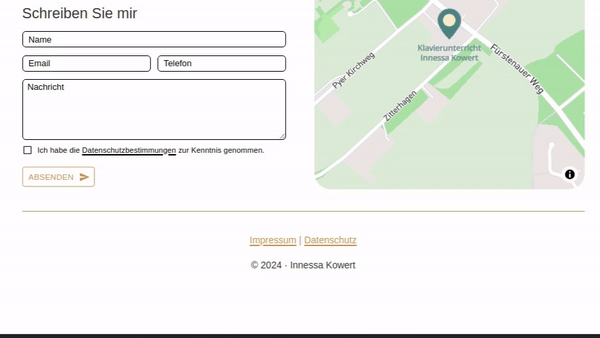 Schreiben Sie mir
Name
Email
Telefon
Nachricht
Ich habe die Datenschutzbestimmungen zur Kenntnis genommen.
ABSENDEN
Klavierunterricht
Innessa Kowert
Fürstenauer Weg
Pyer Kirchweg
Zitterhagen
Impressum | Datenschutz
© 2024 · Innessa Kowert